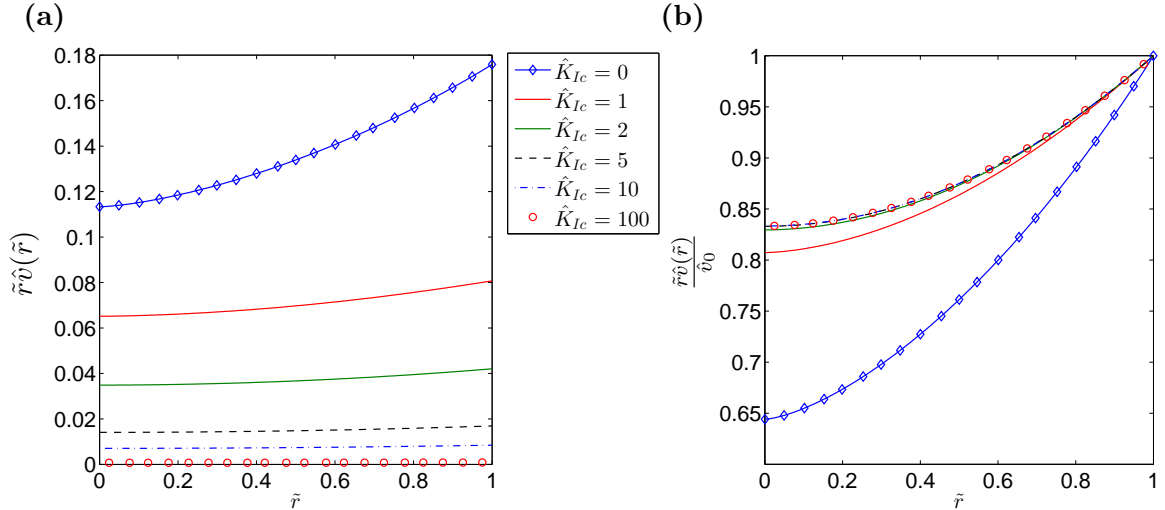 (a)
0.18
0.16
0.14
0.12
0.1
0.08
0.06
0.04
0.02
0
0 0.2 0.4 0.6 0.8 1
r̃
r̃v̂(r̃)
K̂_{Ic} = 0
K̂_{Ic} = 1
K̂_{Ic} = 2
K̂_{Ic} = 5
K̂_{Ic} = 10
K̂_{Ic} = 100
(b)
1
0.95
0.9
0.85
0.8
0.75
0.7
0.65
0 0.2 0.4 0.6 0.8 1
r̃
r̃v̂(r̃)
v̂_0